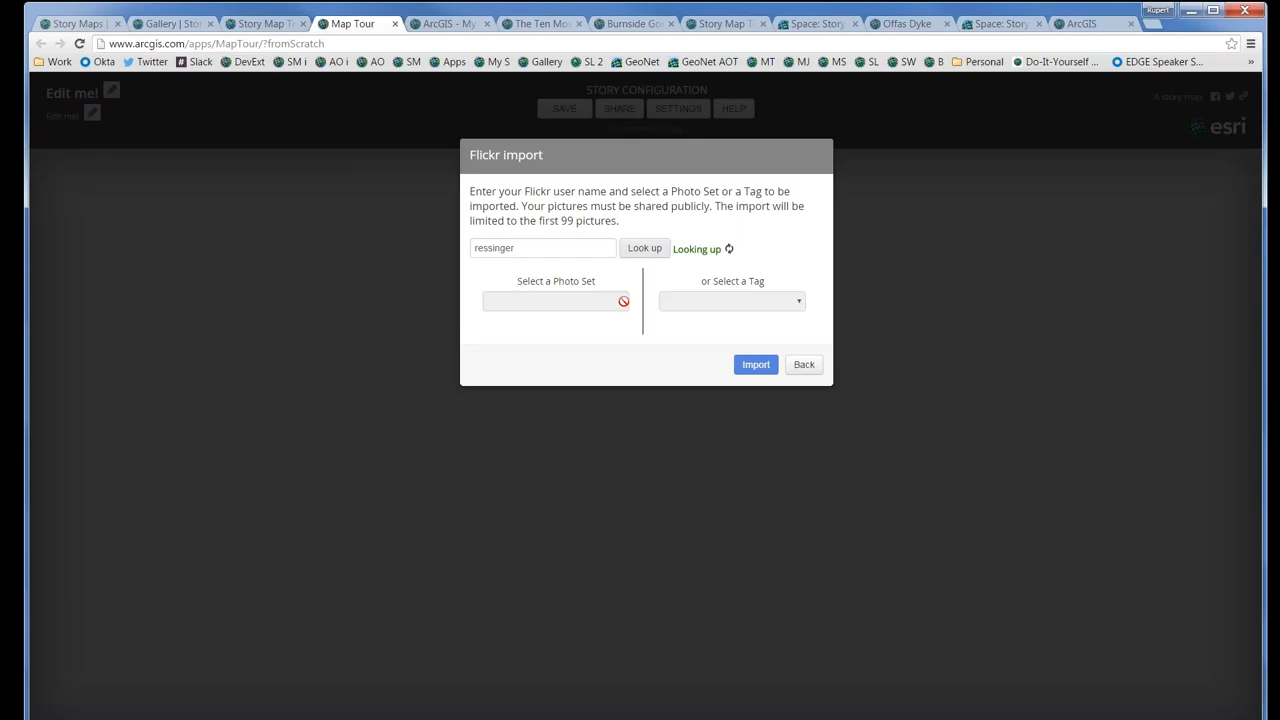 Rupert
Story Maps |
Gallery | Stor
Story Map T
Map Tour
ArcGIS - My
The Ten Mos
Burnside Go
Story Map T
Space: Story
Offas Dyke
Space: Story
ArcGIS
www.arcgis.com/apps/MapTour/?fromScratch
Work Okta Twitter Slack DevExt SM i AO i AO SM Apps My S Gallery SL 2 GeoNet GeoNet AOT MT MJ MS SL SW B Personal Do-It-Yourself ... EDGE Speaker S... »
Edit me!
Edit me!
STORY CONFIGURATION
SAVE SHARE SETTINGS HELP
A story map
esri
Flickr import
Enter your Flickr user name and select a Photo Set or a Tag to be
imported. Your pictures must be shared publicly. The import will be
limited to the first 99 pictures.
ressinger Look up Looking up
Select a Photo Set or Select a Tag
Import Back